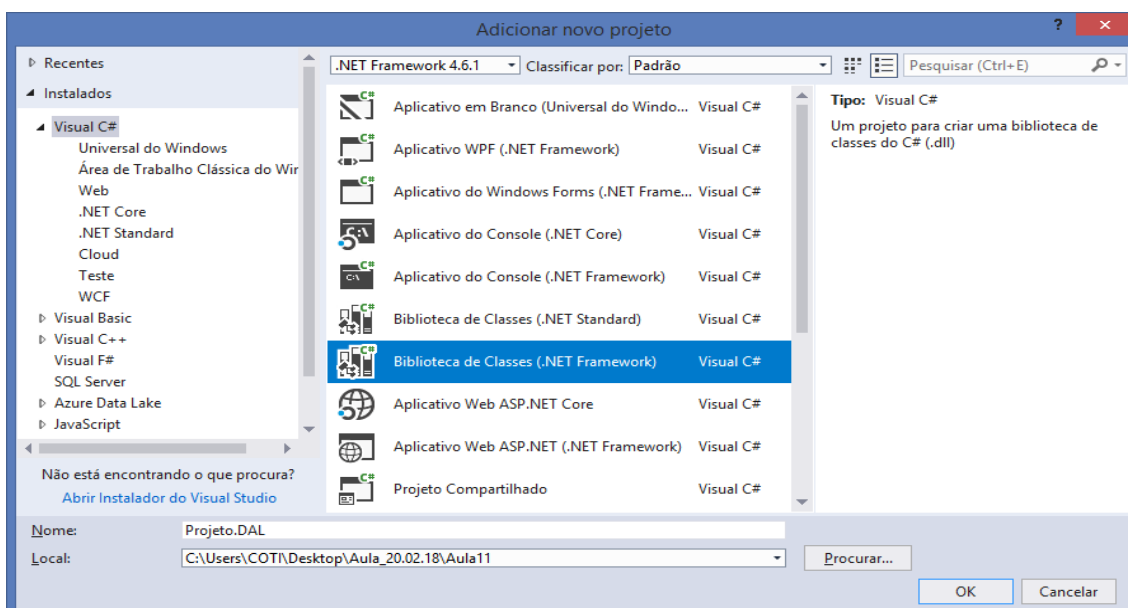 Adicionar novo projeto
?
Recentes
Instalados
Visual C#
Universal do Windows
Área de Trabalho Clássica do Wir
Web
.NET Core
.NET Standard
Cloud
Teste
WCF
Visual Basic
Visual C++
Visual F#
SQL Server
Azure Data Lake
JavaScript
Não está encontrando o que procura?
Abrir Instalador do Visual Studio
.NET Framework 4.6.1
Classificar por: Padrão
Pesquisar (Ctrl+E)
Aplicativo em Branco (Universal do Windo... Visual C#
Aplicativo WPF (.NET Framework) Visual C#
Aplicativo do Windows Forms (.NET Frame... Visual C#
Aplicativo do Console (.NET Core) Visual C#
Aplicativo do Console (.NET Framework) Visual C#
Biblioteca de Classes (.NET Standard) Visual C#
Biblioteca de Classes (.NET Framework) Visual C#
Aplicativo Web ASP.NET Core Visual C#
Aplicativo Web ASP.NET (.NET Framework) Visual C#
Projeto Compartilhado Visual C#
Tipo: Visual C#
Um projeto para criar uma biblioteca de
classes do C# (.dll)
Nome: Projeto.DAL
Local: C:\Users\COTI\Desktop\Aula_20.02.18\Aula11
Procurar...
OK
Cancelar